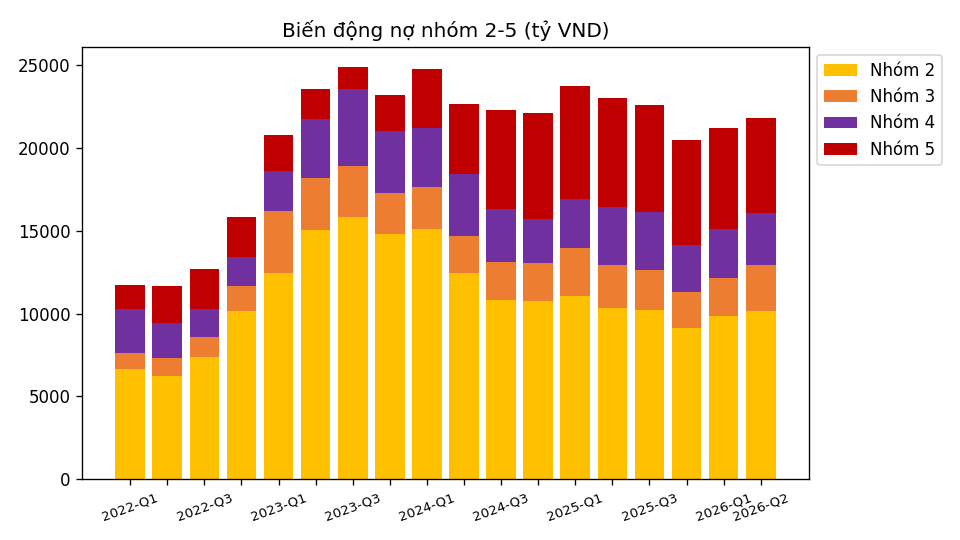 Biến động nợ nhóm 2-5 (tỷ VND)
25000
20000
15000
10000
5000
0
2022-Q1
2022-Q3
2023-Q1
2023-Q3
2024-Q1
2024-Q3
2025-Q1
2025-Q3
2026-Q1
2026-Q2
Nhóm 2
Nhóm 3
Nhóm 4
Nhóm 5